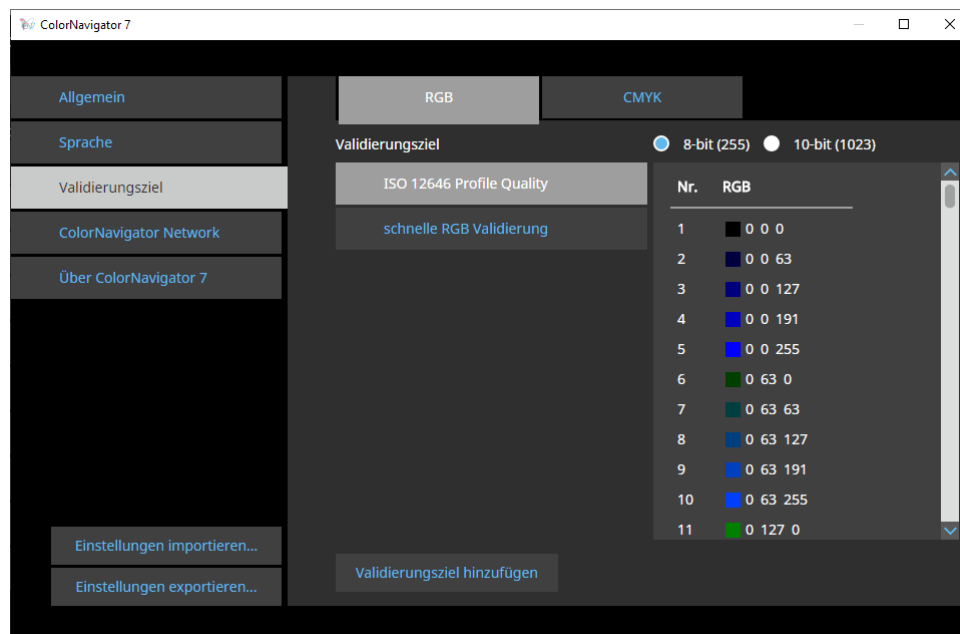 ColorNavigator 7
Allgemein
Sprache
Validierungsziel
ColorNavigator Network
Über ColorNavigator 7
Einstellungen importieren...
Einstellungen exportieren...
RGB CMYK
Validierungsziel 8-bit (255) 10-bit (1023)
ISO 12646 Profile Quality
schnelle RGB Validierung
Nr. RGB
1 0 0 0
2 0 0 63
3 0 0 127
4 0 0 191
5 0 0 255
6 0 63 0
7 0 63 63
8 0 63 127
9 0 63 191
10 0 63 255
11 0 127 0
Validierungsziel hinzufügen